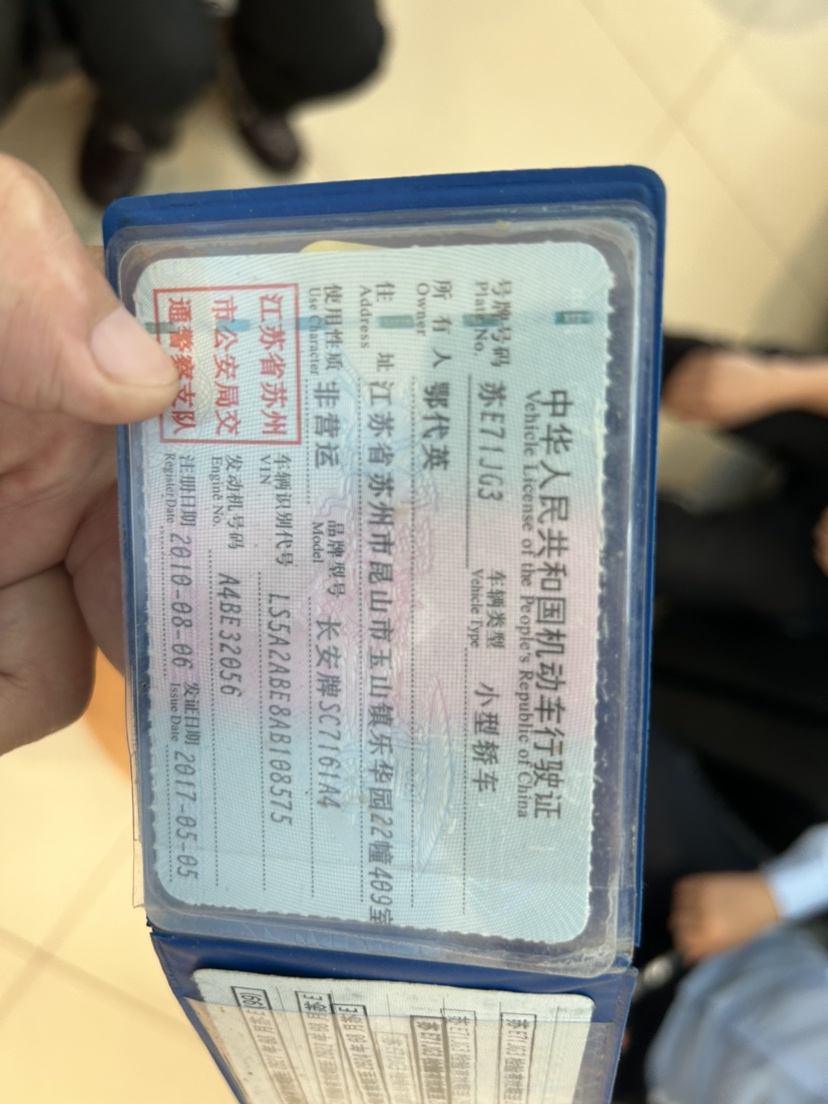 中华人民共和国机动车行驶证
Vehicle License of the People's Republic of China
号牌号码 苏E71JG3 车辆类型 小型轿车
Plate No. Vehicle Type
所有人 鄂代英
Owner
住址 江苏省苏州市昆山市玉山镇乐华园22幢409室
Address
使用性质 非营运 品牌型号 长安牌SC7161A4
Use Character Model
江苏省苏州
市公安局交
通警察支队
车辆识别代号 LS5A2ABE8AB108575
VIN
发动机号码 A4BE32056
Engine No.
注册日期 2010-08-06 发证日期 2017-05-05
Register Date Issue Date